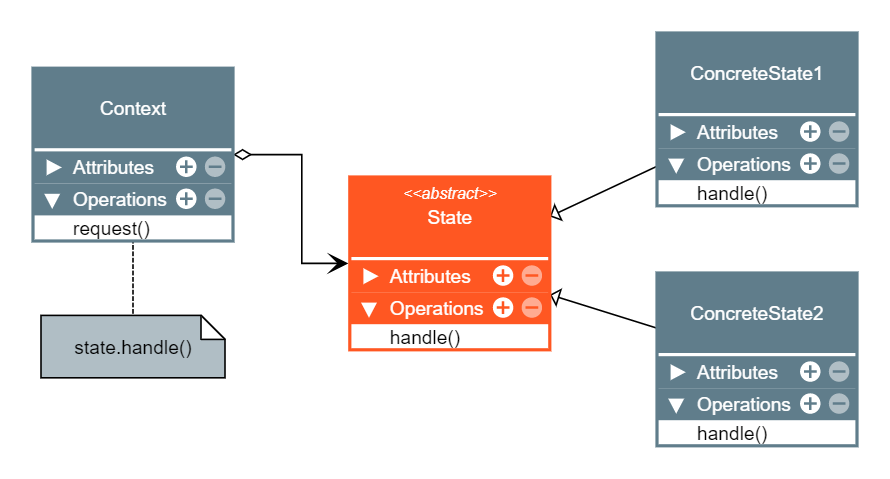 Context
Attributes
Operations
request()
state.handle()
<<abstract>>
State
Attributes
Operations
handle()
ConcreteState1
Attributes
Operations
handle()
ConcreteState2
Attributes
Operations
handle()